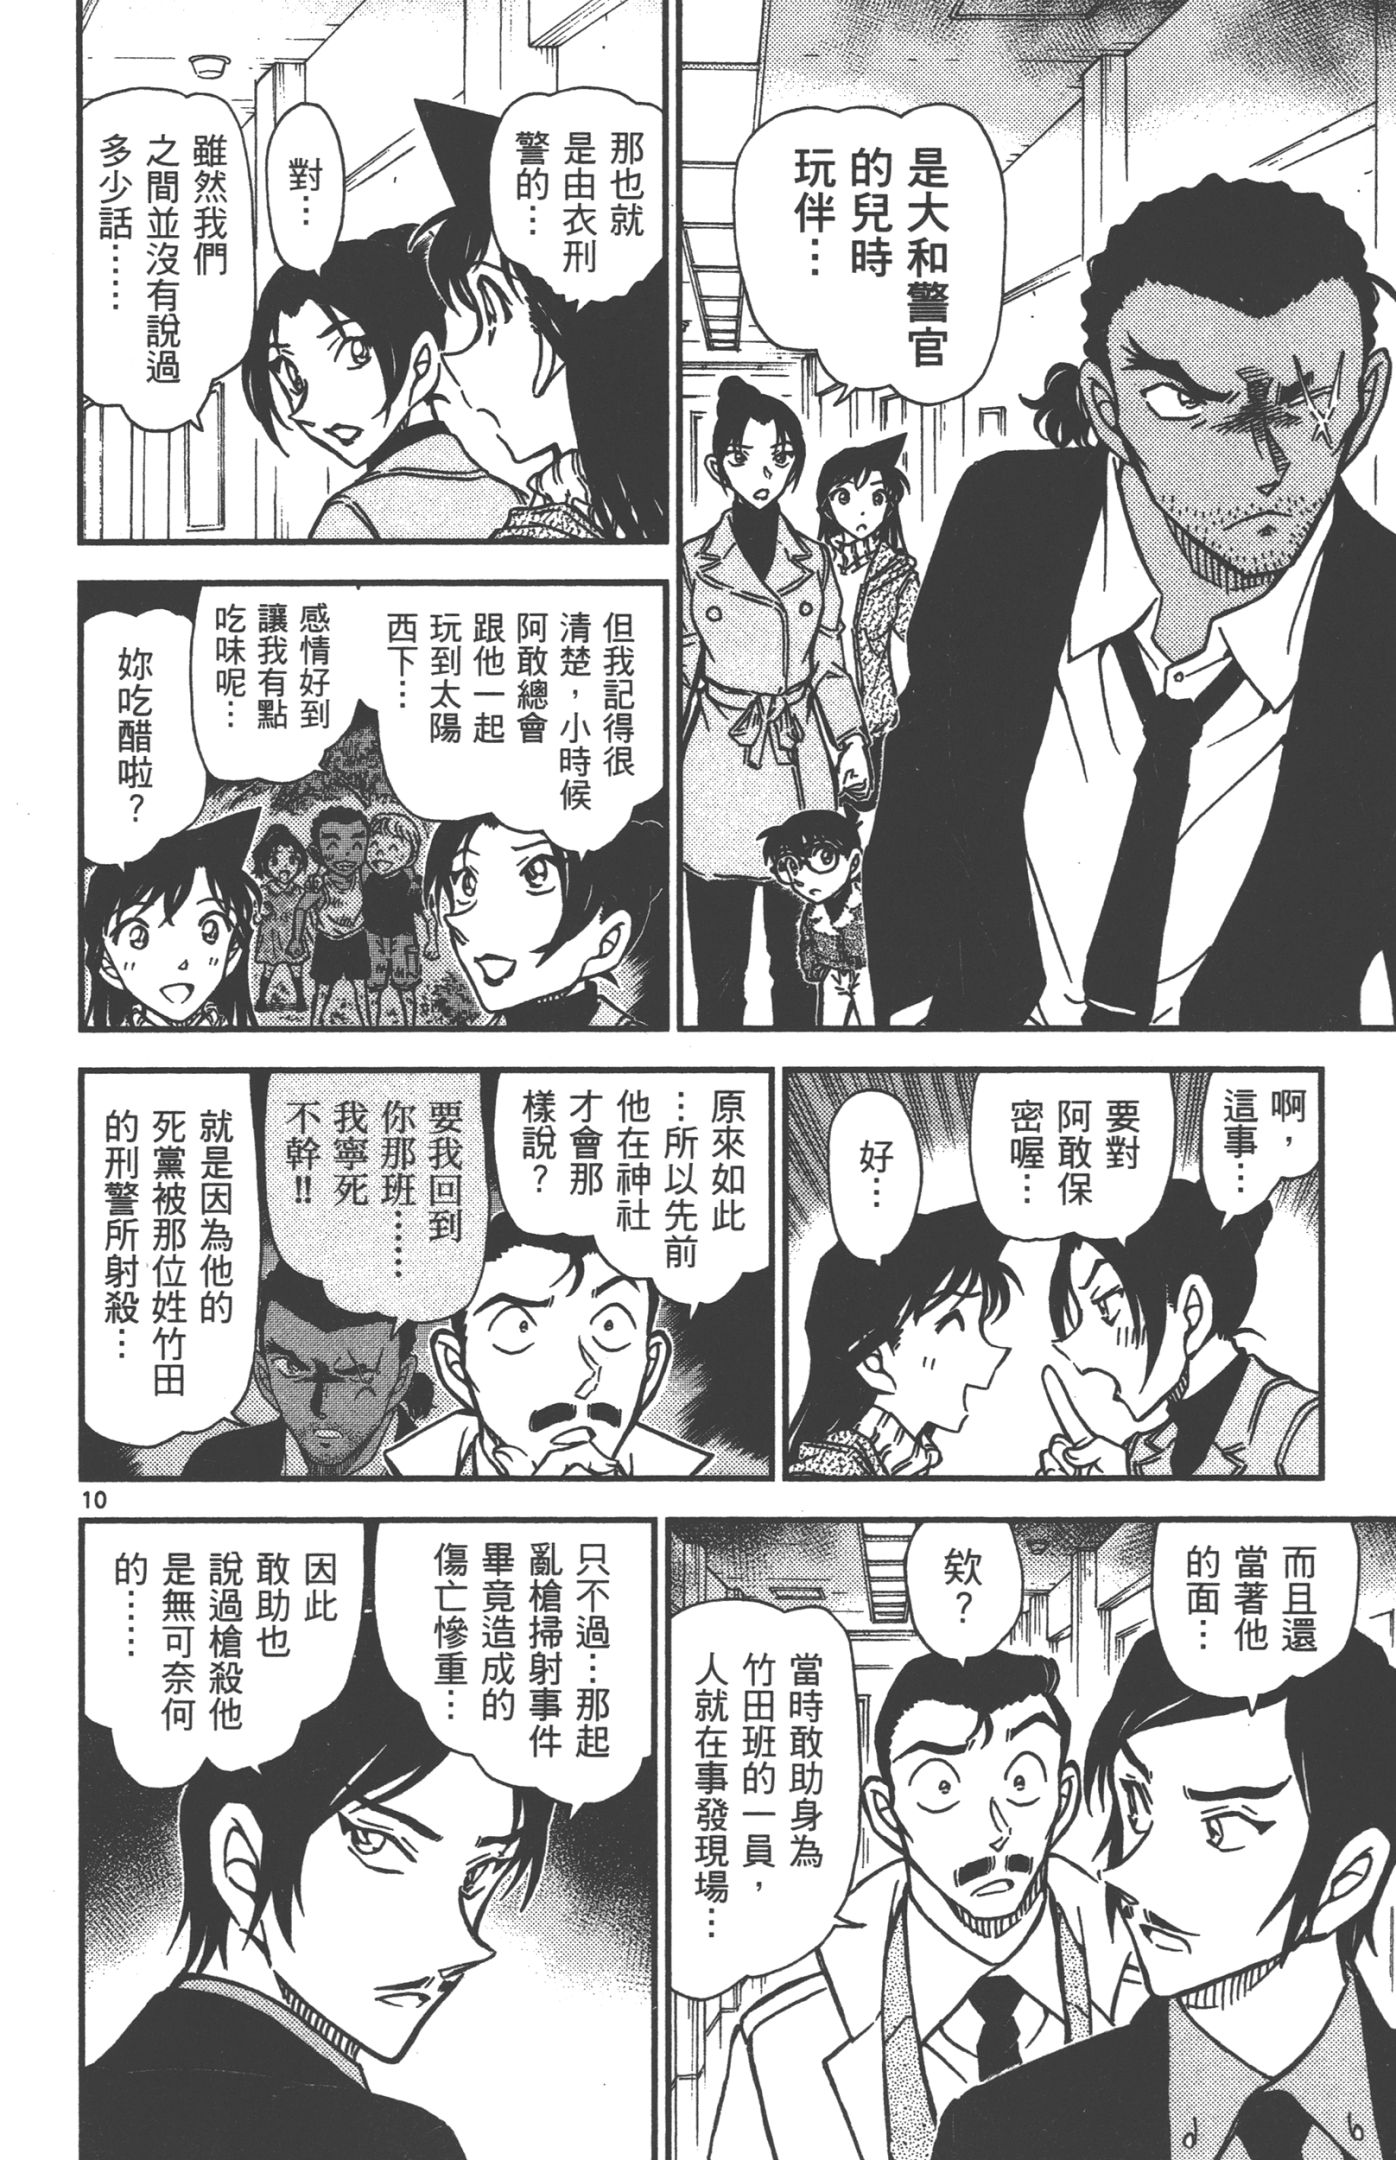 是大和警官
的兒時
玩伴…
那也就
是由衣刑
警的…
對…
雖然我們
之間並沒有說過
多少話……
但我記得很
清楚，小時候
阿敢總會
跟他一起
玩到太陽
西下…
感情好到
讓我有點
吃味呢…
妳吃醋啦？
啊，
這事…
要對
阿敢保
密喔…
好…
原來如此
…所以先前
他在神社
才會那
樣說？
要我回到
你那班……
我寧死
不幹!!
就是因為他的
死黨被那位姓竹田
的刑警所射殺…
10
而且還
當著他
的面…
欸？
當時敢助身為
竹田班的一員，
人就在事發現場…
只不過…那起
亂槍掃射事件
畢竟造成的
傷亡慘重…
因此
敢助也
說過槍殺他
是無可奈何
的……